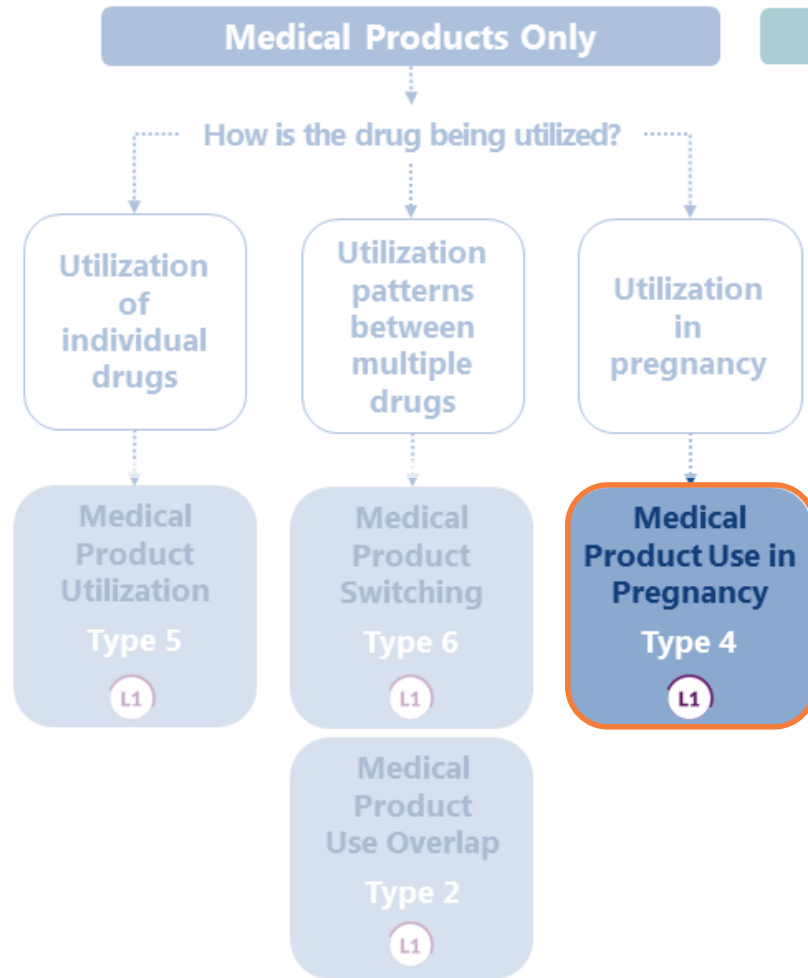 Medical Products Only
How is the drug being utilized?
Utilization
of
individual
drugs
Utilization
patterns
between
multiple
drugs
Utilization
in
pregnancy
Medical
Product
Utilization
Type 5
L1
Medical
Product
Switching
Type 6
L1
Medical
Product Use in
Pregnancy
Type 4
L1
Medical
Product
Use Overlap
Type 2
L1